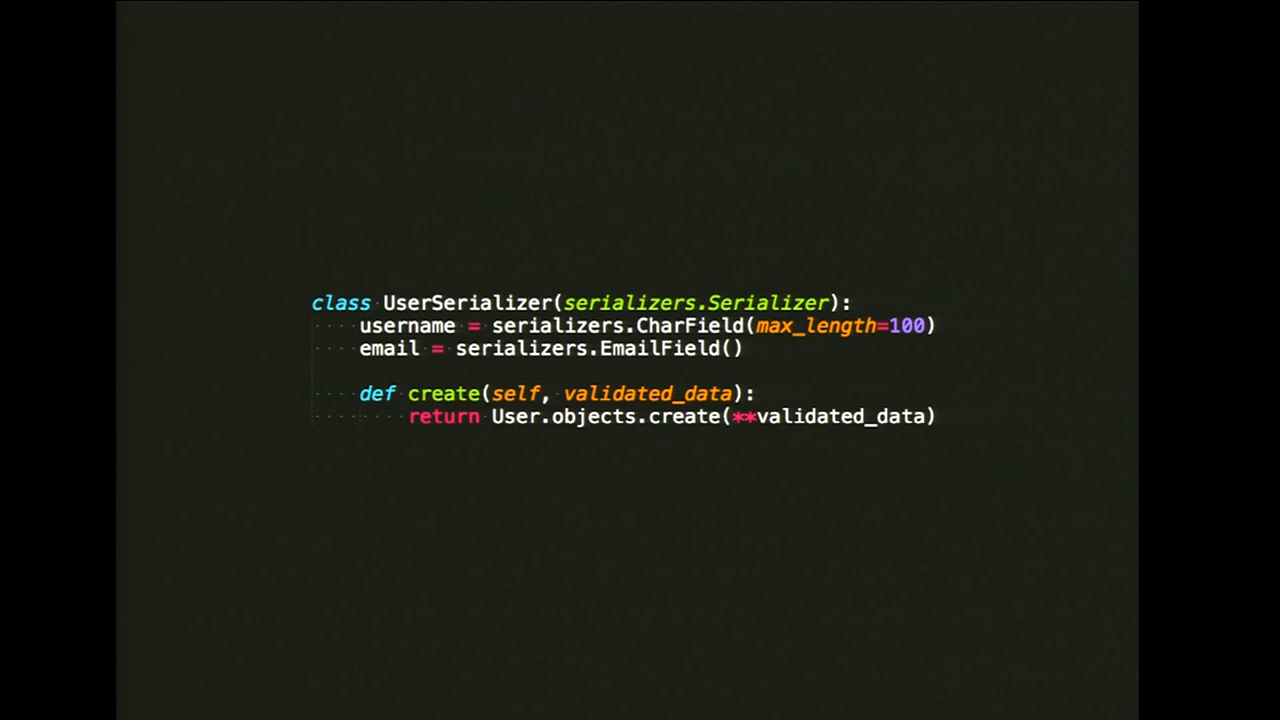 class UserSerializer(serializers.Serializer):
    username = serializers.CharField(max_length=100)
    email = serializers.EmailField()

    def create(self, validated_data):
        return User.objects.create(**validated_data)